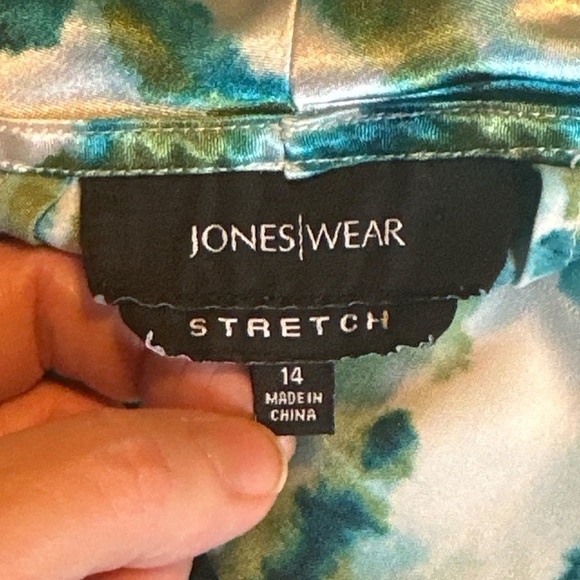 JONES|WEAR
STRETCH
14
MADE IN
CHINA